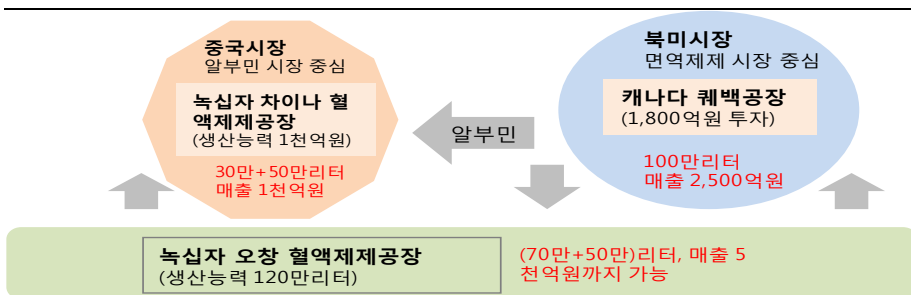 중국시장
알부민 시장 중심
녹십자 차이나 혈
액제제공장
(생산능력 1천억원)
30만+50만리터
매출 1천억원
알부민
북미시장
면역제제 시장 중심
캐나다 퀘백공장
(1,800억원 투자)
100만리터
매출 2,500억원
녹십자 오창 혈액제제공장
(생산능력 120만리터)
(70만+50만)리터, 매출 5
천억원까지 가능